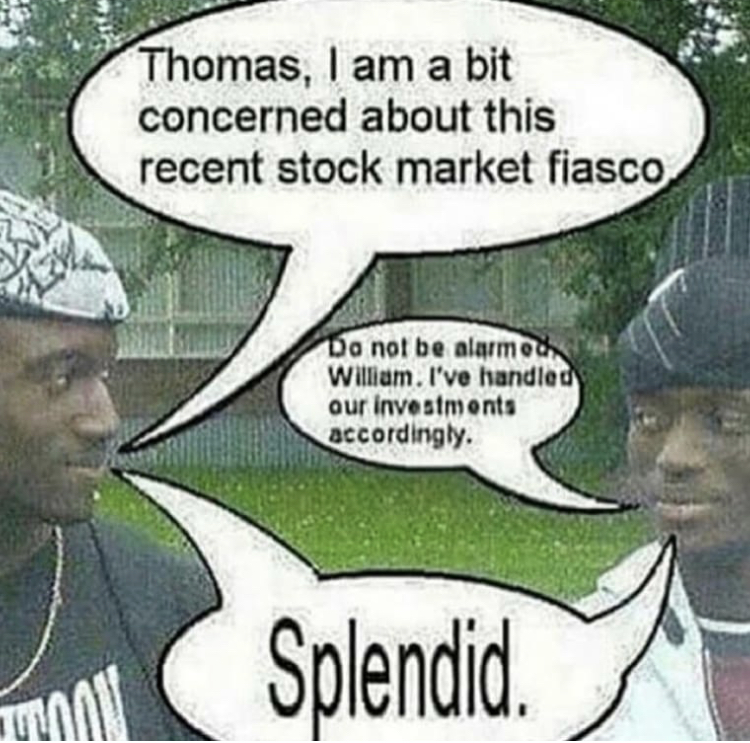 Thomas, I am a bit
concerned about this
recent stock market fiasco
Do not be alarmed,
William. I've handled
our investments
accordingly.
Splendid.
TOON